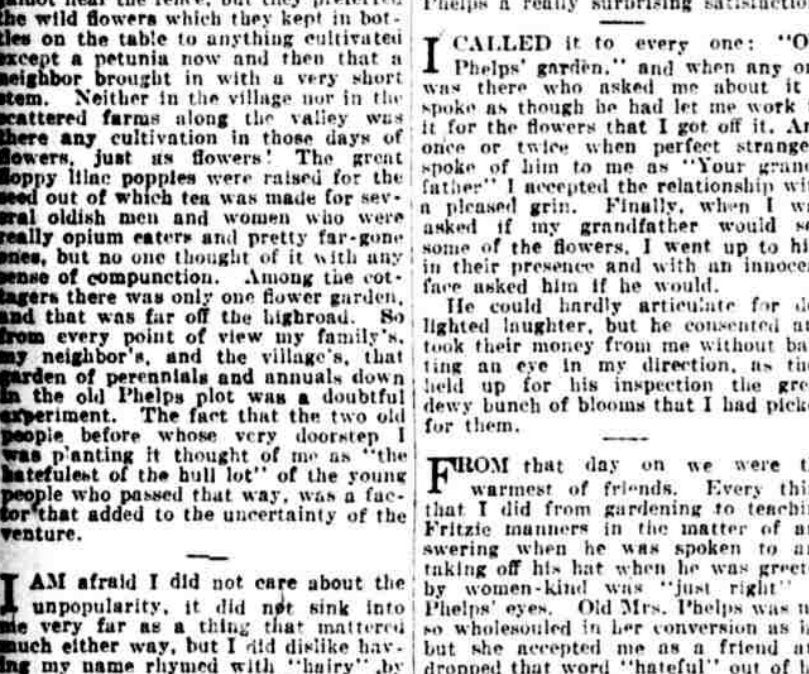 the wild flowers which they kept in bot-
tles on the table to anything cultivated
except a petunia now and then that a
neighbor brought in with a very short
stem. Neither in the village nor in the
scattered farms along the valley was
there any cultivation in those days of
flowers, just as flowers! The great
floppy lilac poppies were raised for the
seed out of which tea was made for sev-
eral oldish men and women who were
really opium eaters and pretty far-gone
ones, but no one thought of it with any
sense of compunction. Among the cot-
tagers there was only one flower garden,
and that was far off the highroad. So
from every point of view my family's,
my neighbor's, and the village's, that
garden of perennials and annuals down
in the old Phelps plot was a doubtful
experiment. The fact that the two old
people before whose very doorstep I
was p'anting it thought of me as "the
hatefulest of the hull lot" of the young
people who passed that way, was a fac-
tor that added to the uncertainty of the
venture.
I AM afraid I did not care about the
unpopularity, it did not sink into
me very far as a thing that mattered
much either way, but I did dislike hav-
ing my name rhymed with "hairy" by
Phelps a really surprising
I CALLED it to every one: "O
Phelps' garden," and when any o
was there who asked me about it
spoke as though he had let me work
it for the flowers that I got off it. A
once or twice when perfect strange
spoke of him to me as "Your gran
father" I accepted the relationship wi
a pleased grin. Finally, when I w
asked if my grandfather would se
some of the flowers, I went up to hi
in their presence and with an innoce
face asked him if he would.
He could hardly articulate for d
lighted laughter, but he consented a
took their money from me without ba
ting an eye in my direction, as the
held up for his inspection the gre
dewy bunch of blooms that I had pick
for them.
FROM that day on we were t
warmest of friends. Every thi
that I did from gardening to teachi
Fritzie manners in the matter of a
swering when he was spoken to a
taking off his hat when he was greet
by women-kind was "just right"
Phelps' eyes. Old Mrs. Phelps was n
so wholesouled in her conversation as h
but she accepted me as a friend a
dropped that word "hateful" out of h